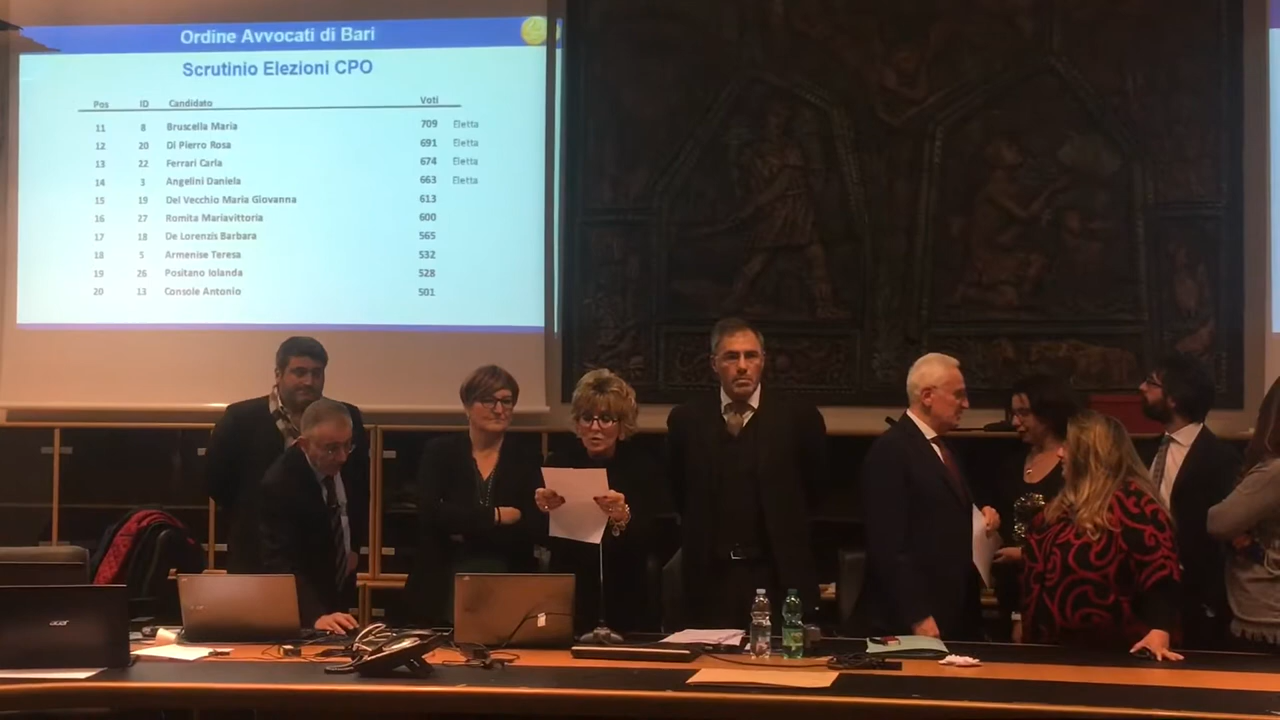 Ordine Avvocati di Bari
Scrutinio Elezioni CPO
Pos ID Candidato Voti
11 8 Bruscella Maria 709 Eletta
12 20 Di Pierro Rosa 691 Eletta
13 22 Ferrari Carla 674 Eletta
14 3 Angelini Daniela 663 Eletta
15 19 Del Vecchio Maria Giovanna 613
16 27 Romita Mariavittoria 600
17 18 De Lorenzis Barbara 565
18 5 Armenise Teresa 532
19 26 Positano Iolanda 528
20 13 Console Antonio 501
acer